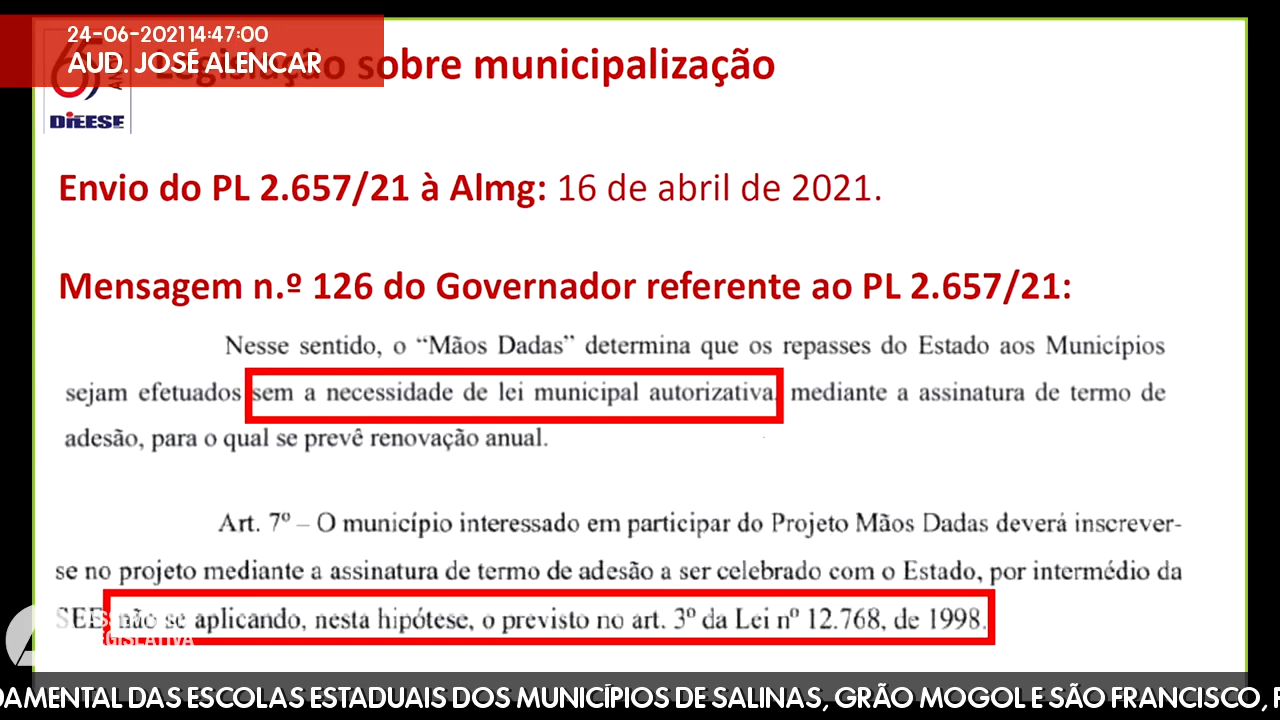 24-06-2021 14:47:00
AUD. JOSÉ ALENCAR
Legislação sobre municipalização
65 ANOS
DIEESE
Envio do PL 2.657/21 à Almg: 16 de abril de 2021.
Mensagem n.º 126 do Governador referente ao PL 2.657/21:
Nesse sentido, o “Mãos Dadas” determina que os repasses do Estado aos Municípios
sejam efetuados sem a necessidade de lei municipal autorizativa, mediante a assinatura de termo de
adesão, para o qual se prevê renovação anual.
Art. 7º – O município interessado em participar do Projeto Mãos Dadas deverá inscrever-
se no projeto mediante a assinatura de termo de adesão a ser celebrado com o Estado, por intermédio da
SEE, não se aplicando, nesta hipótese, o previsto no art. 3º da Lei nº 12.768, de 1998.
ASSEMBLEIA
LEGISLATIVA
DAMENTAL DAS ESCOLAS ESTADUAIS DOS MUNICÍPIOS DE SALINAS, GRÃO MOGOL E SÃO FRANCISCO,